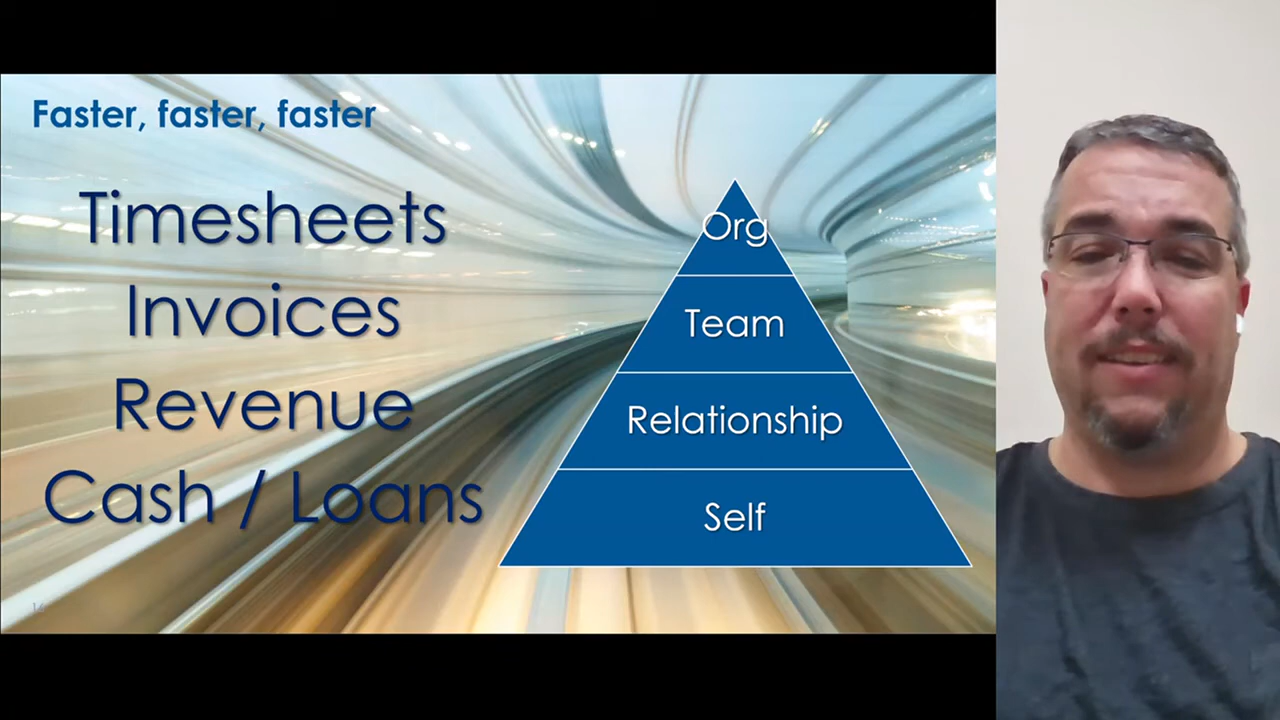 Faster, faster, faster
Timesheets
Invoices
Revenue
Cash / Loans
Org
Team
Relationship
Self